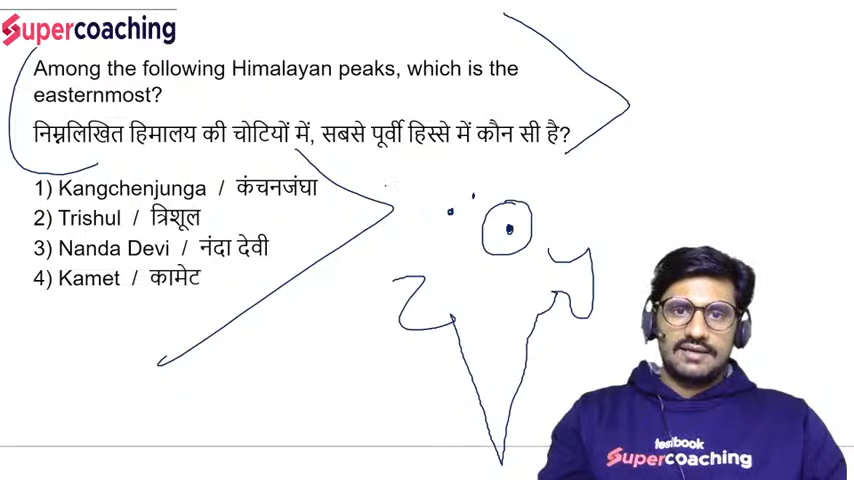 Supercoaching
Among the following Himalayan peaks, which is the
easternmost?
निम्नलिखित हिमालय की चोटियों में, सबसे पूर्वी हिस्से में कौन सी है?
1) Kangchenjunga / कंचनजंघा
2) Trishul / त्रिशूल
3) Nanda Devi / नंदा देवी
4) Kamet / कामेट
testbook
Supercoaching